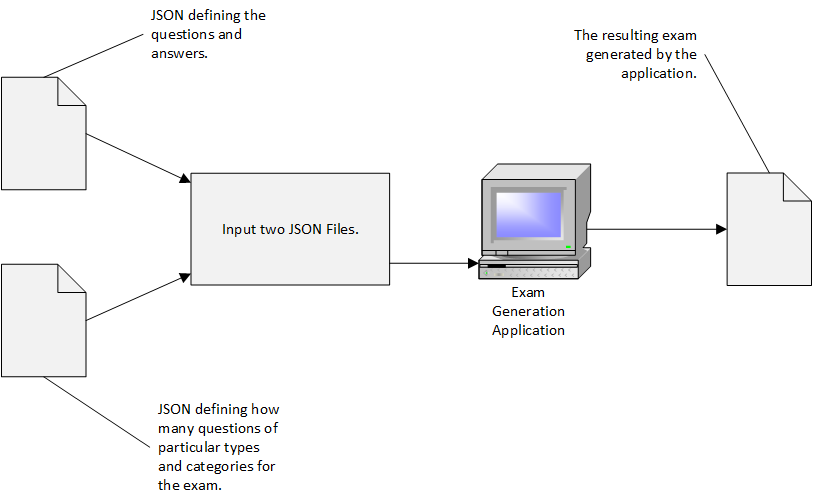 JSON defining the
questions and
answers.
The resulting exam
generated by the
application.
Input two JSON Files.
Exam
Generation
Application
JSON defining how
many questions of
particular types
and categories for
the exam.